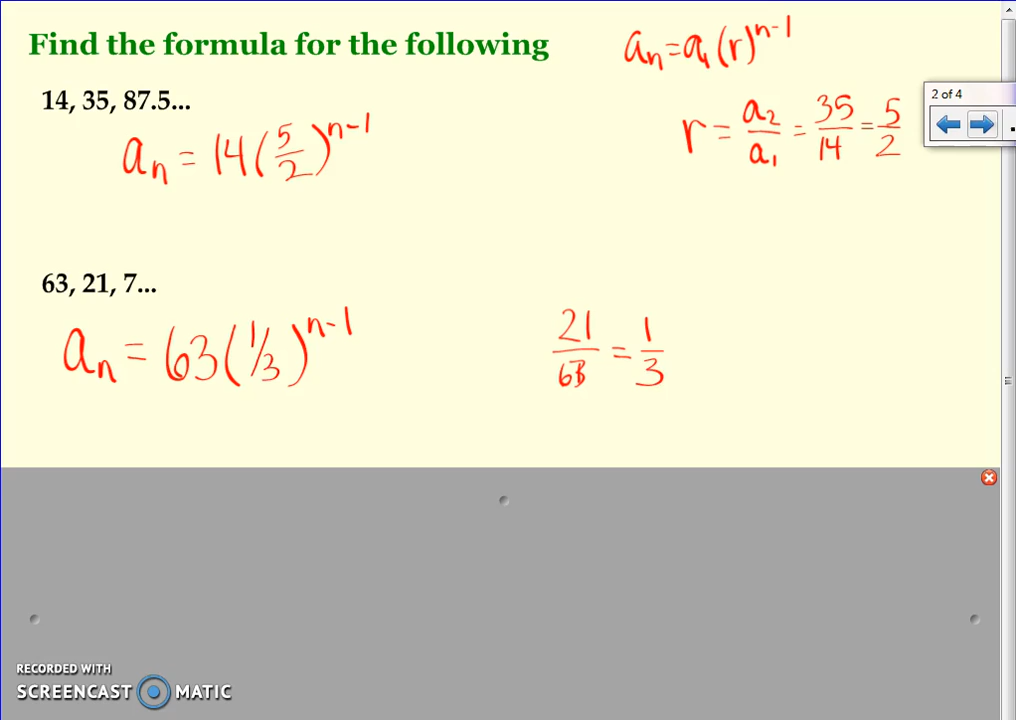 Find the formula for the following
aₙ = a₁(r)ⁿ⁻¹
14, 35, 87.5...
r = a₂/a₁ = 35/14 = 5/2
aₙ = 14(5/2)ⁿ⁻¹
2 of 4
63, 21, 7...
aₙ = 63(1/3)ⁿ⁻¹
21/63 = 1/3
RECORDED WITH
SCREENCAST MATIC